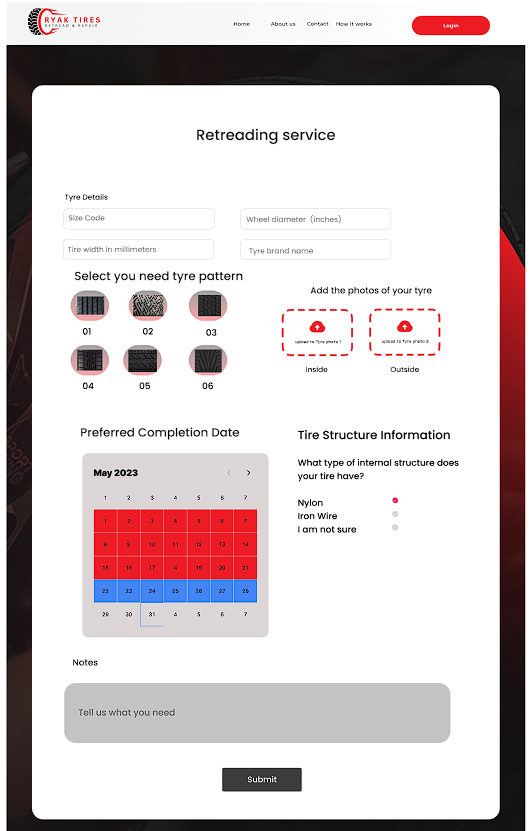 RYAK TIRES
RETREAD & REPAIR
Home
About us
Contact
How it works
Login
Retreading service
Tyre Details
Size Code
Wheel diameter (inches)
Tire width in millimeters
Tyre brand name
Select you need tyre pattern
01
02
03
04
05
06
Add the photos of your tyre
upload to Tyre photo 1
upload to Tyre photo 2
Inside
Outside
Preferred Completion Date
May 2023
1 2 3 4 5 6 7
1 2 3 4 5 6 7
8 9 10 11 12 13 14
15 16 17 4 19 20 21
22 23 24 25 26 27 28
29 30 31 4 5 6 7
Tire Structure Information
What type of internal structure does
your tire have?
Nylon
Iron Wire
I am not sure
Notes
Tell us what you need
Submit